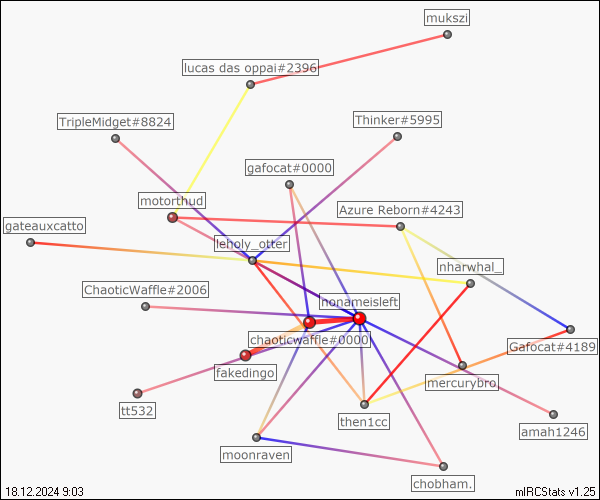 mukszi
lucas das oppai#2396
TripleMidget#8824
Thinker#5995
gafocat#0000
motorthud
Azure Reborn#4243
gateauxcatto
leholy_otter
nharwhal_
ChaoticWaffle#2006
nonameisleft
chaoticwaffle#0000
Gafocat#4189
fakedingo
mercurybro.
tt532
then1cc
amah1246
moonraven
chobham.
18.12.2024 9:03
mIRCStats v1.25